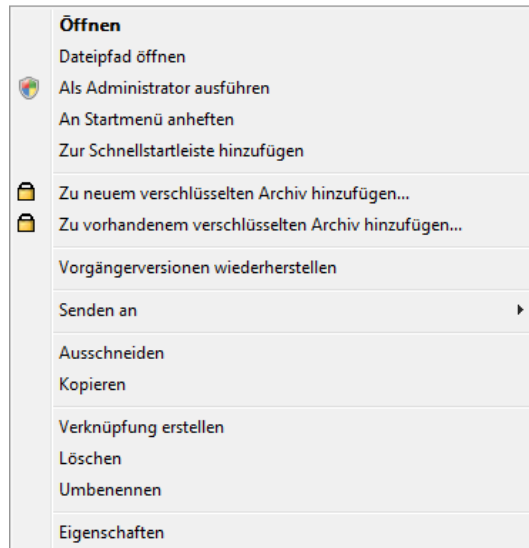 Öffnen
Dateipfad öffnen
Als Administrator ausführen
An Startmenü anheften
Zur Schnellstartleiste hinzufügen
Zu neuem verschlüsselten Archiv hinzufügen...
Zu vorhandenem verschlüsselten Archiv hinzufügen...
Vorgängerversionen wiederherstellen
Senden an
Ausschneiden
Kopieren
Verknüpfung erstellen
Löschen
Umbenennen
Eigenschaften